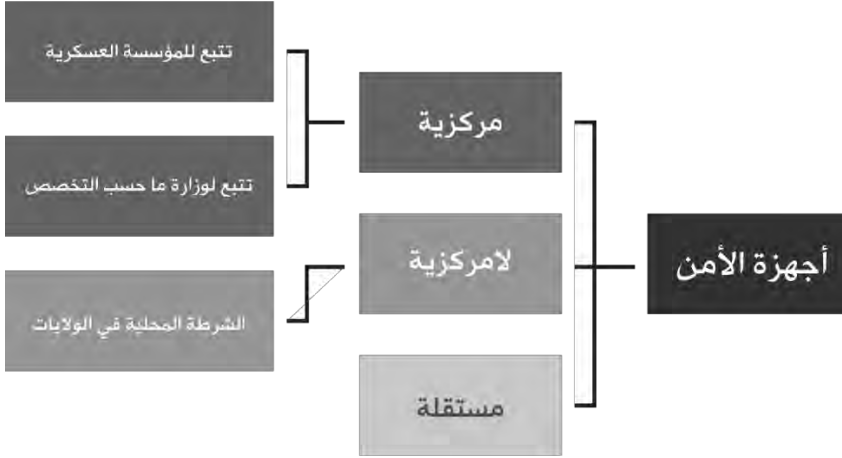 أجهزة الأمن
مركزية
تتبع للمؤسسة العسكرية
تتبع لوزارة ما حسب التخصص
لامركزية
الشرطة المحلية في الولايات
مستقلة